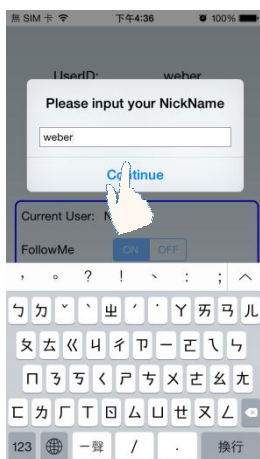 無 SIM 卡 下午4:36 100%
UserID: weber
Please input your NickName
weber
Continue
Current User: N
FollowMe ON OFF
， 。 ？ ！ 、 ： ； ^
ㄅ ㄉ ˇ ˋ ㄓ ˊ ˙ ㄚ ㄞ ㄢ ㄦ
ㄆ ㄊ ㄍ ㄐ ㄔ ㄗ ㄧ ㄛ ㄟ ㄣ
ㄇ ㄋ ㄎ ㄑ ㄕ ㄘ ㄨ ㄜ ㄠ ㄤ
ㄈ ㄌ ㄏ ㄒ ㄖ ㄙ ㄩ ㄝ ㄡ ㄥ
123 一聲 / . 換行